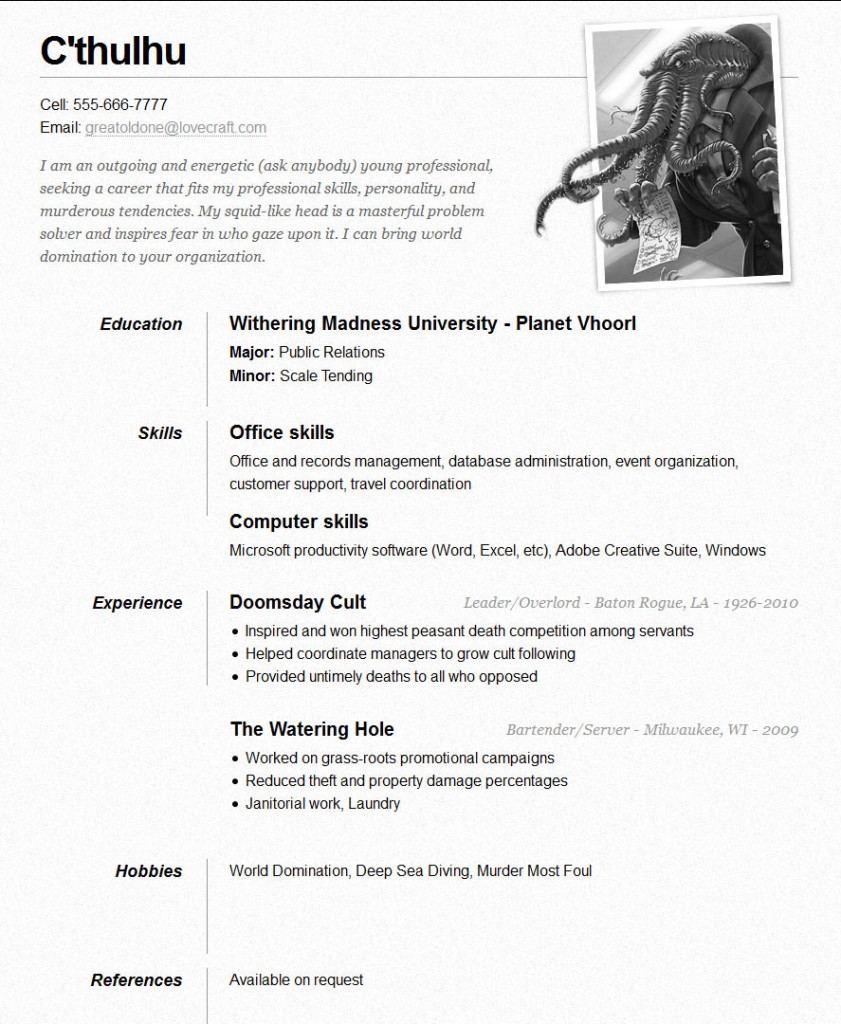 C'thulhu
Cell: 555-666-7777
Email: greatoldone@lovecraft.com
I am an outgoing and energetic (ask anybody) young professional,
seeking a career that fits my professional skills, personality, and
murderous tendencies. My squid-like head is a masterful problem
solver and inspires fear in who gaze upon it. I can bring world
domination to your organization.
Education
Withering Madness University - Planet Vhoorl
Major: Public Relations
Minor: Scale Tending
Skills
Office skills
Office and records management, database administration, event organization,
customer support, travel coordination
Computer skills
Microsoft productivity software (Word, Excel, etc), Adobe Creative Suite, Windows
Experience
Doomsday Cult
Leader/Overlord - Baton Rogue, LA - 1926-2010
• Inspired and won highest peasant death competition among servants
• Helped coordinate managers to grow cult following
• Provided untimely deaths to all who opposed
The Watering Hole
Bartender/Server - Milwaukee, WI - 2009
• Worked on grass-roots promotional campaigns
• Reduced theft and property damage percentages
• Janitorial work, Laundry
Hobbies
World Domination, Deep Sea Diving, Murder Most Foul
References
Available on request